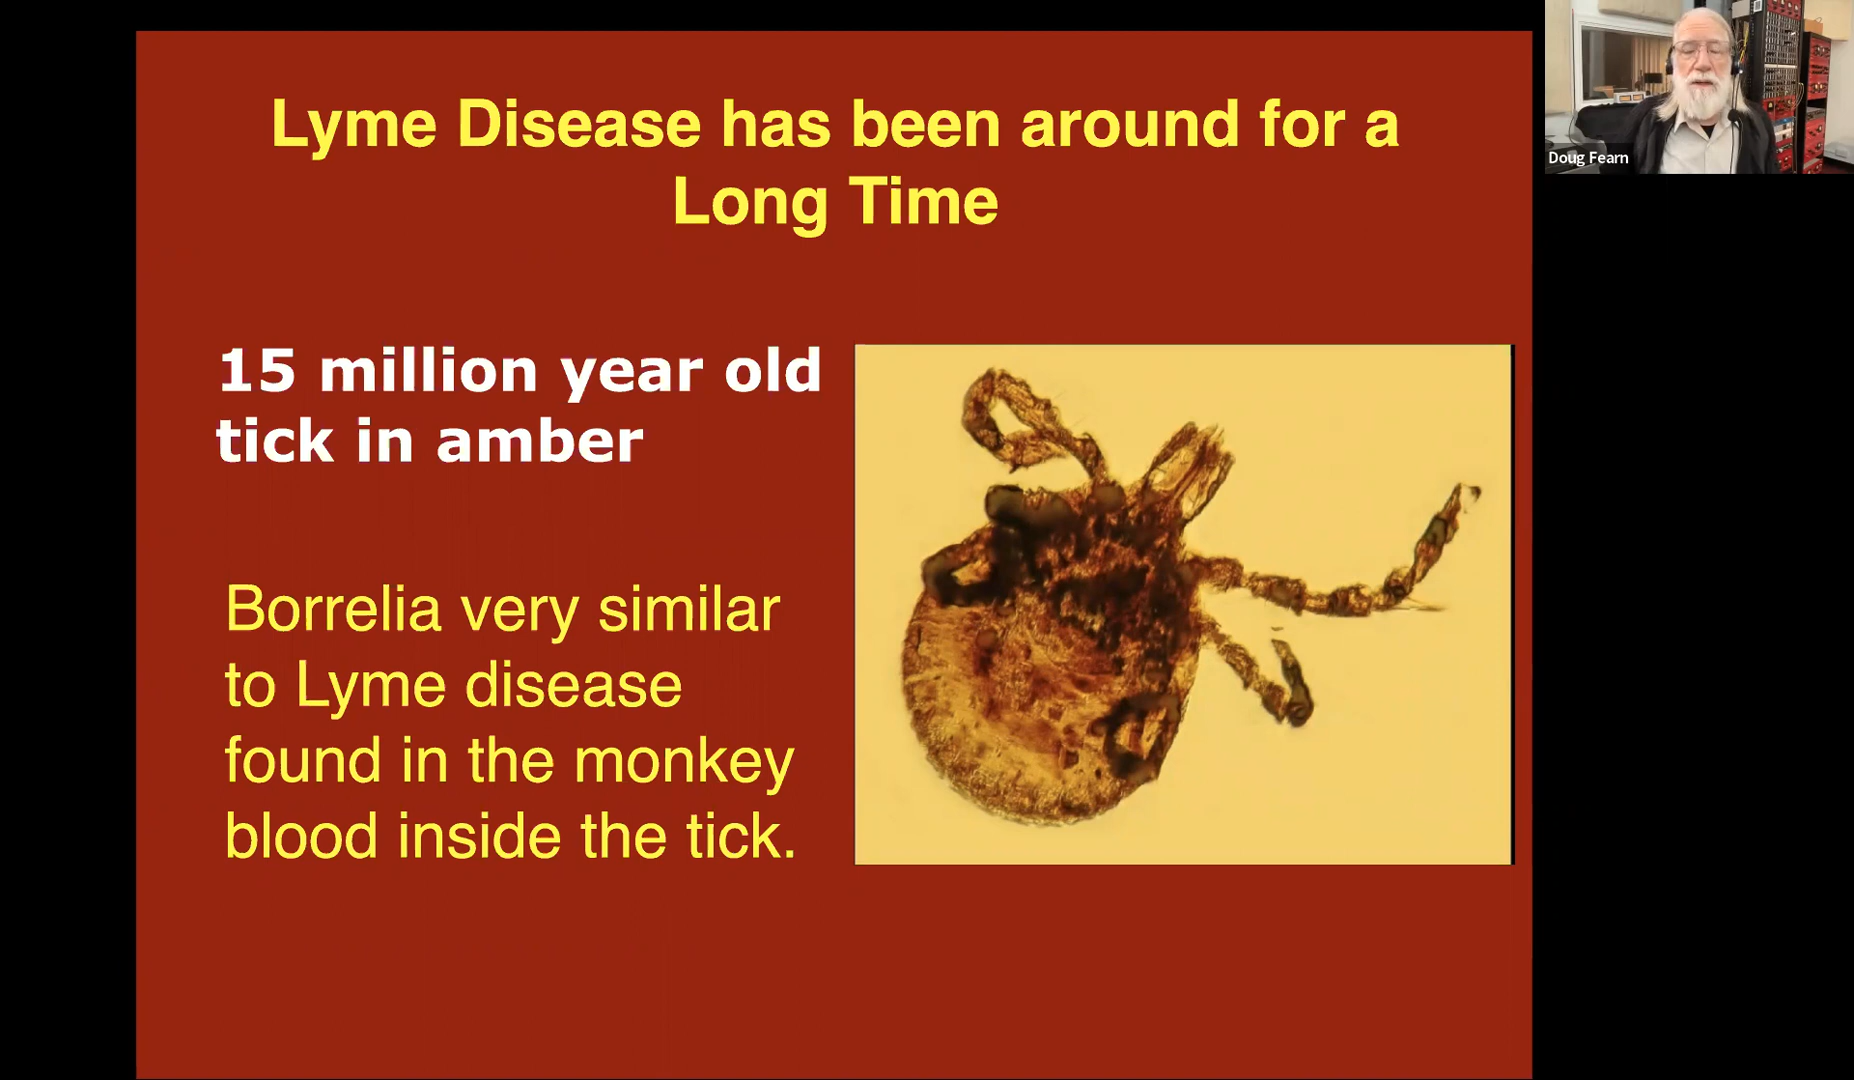 Lyme Disease has been around for a
Long Time
15 million year old
tick in amber
Borrelia very similar
to Lyme disease
found in the monkey
blood inside the tick.
Doug Fearn